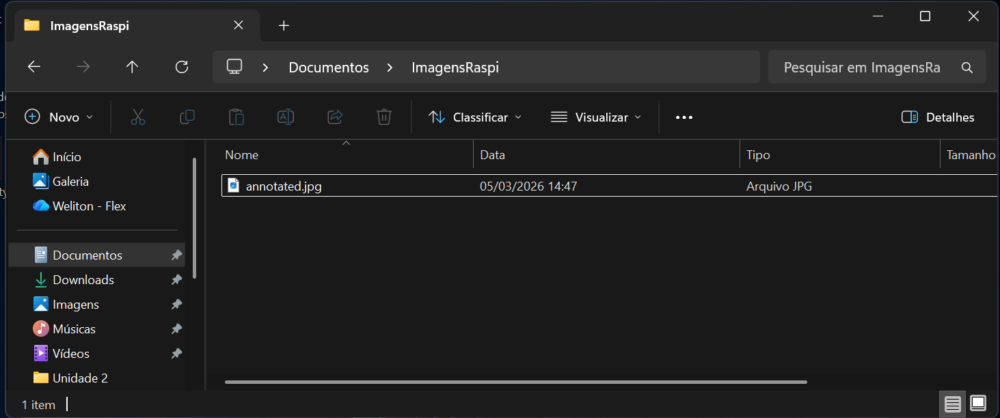 ImagensRaspi
Documentos
ImagensRaspi
Pesquisar em ImagensRa
Novo
Classificar
Visualizar
Detalhes
Início
Galeria
Weliton - Flex
Documentos
Downloads
Imagens
Músicas
Vídeos
Unidade 2
Nome Data Tipo Tamanho
annotated.jpg 05/03/2026 14:47 Arquivo JPG
1 item